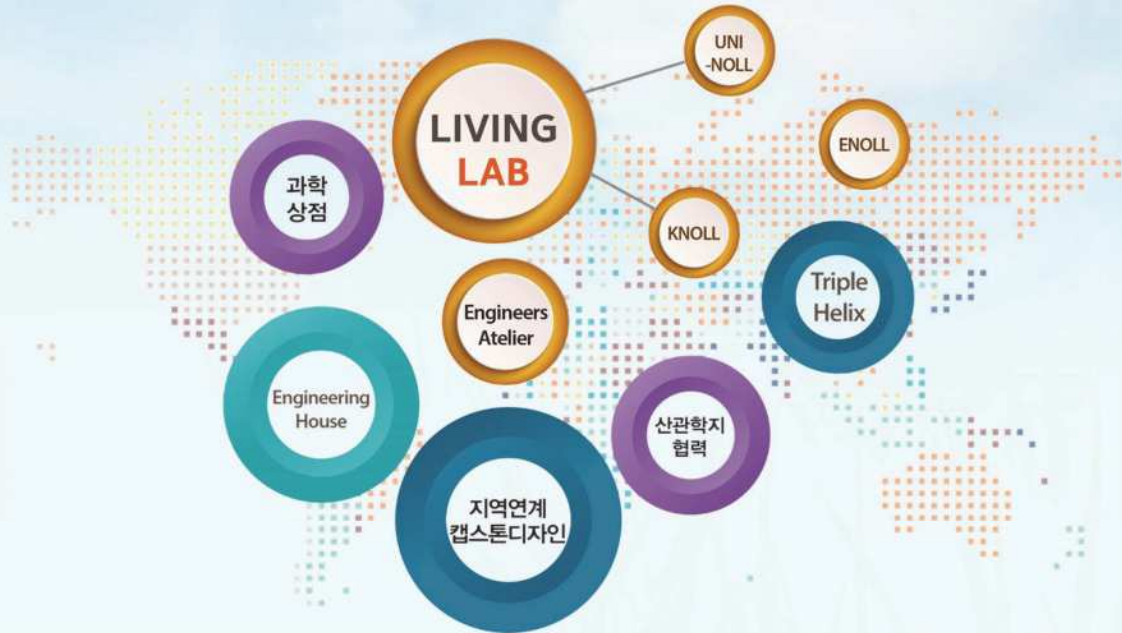 UNI
-NOLL
LIVING
LAB
ENOLL
과학
상점
KNOLL
Triple
Helix
Engineers
Atelier
Engineering
House
산관학지
협력
지역연계
캡스톤디자인